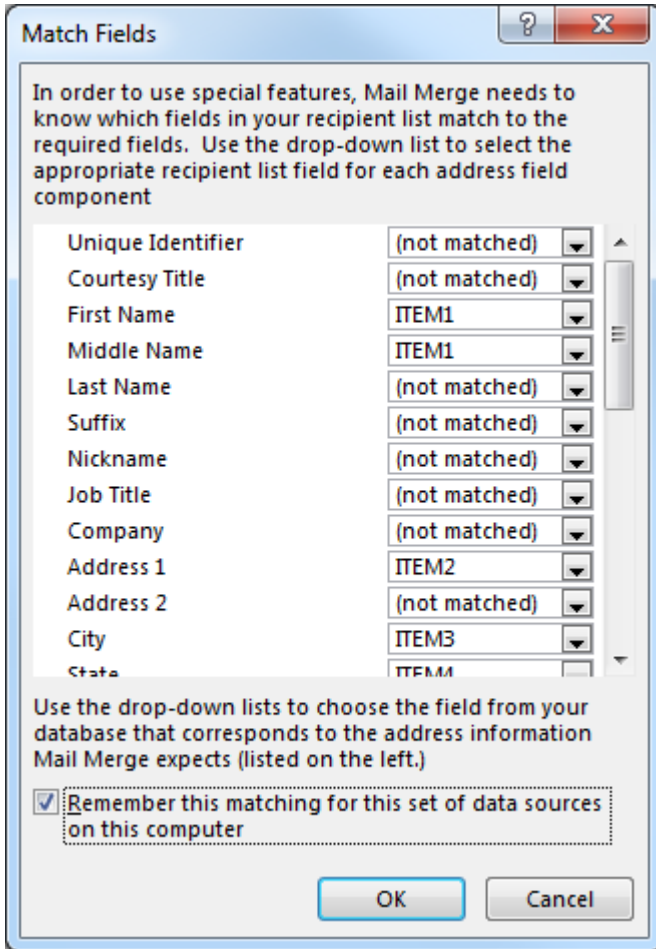 Match Fields
In order to use special features, Mail Merge needs to
know which fields in your recipient list match to the
required fields.  Use the drop-down list to select the
appropriate recipient list field for each address field
component
Unique Identifier (not matched)
Courtesy Title (not matched)
First Name ITEM1
Middle Name ITEM1
Last Name (not matched)
Suffix (not matched)
Nickname (not matched)
Job Title (not matched)
Company (not matched)
Address 1 ITEM2
Address 2 (not matched)
City ITEM3
State ITEM4
Use the drop-down lists to choose the field from your
database that corresponds to the address information
Mail Merge expects (listed on the left.)
Remember this matching for this set of data sources
on this computer
OK Cancel